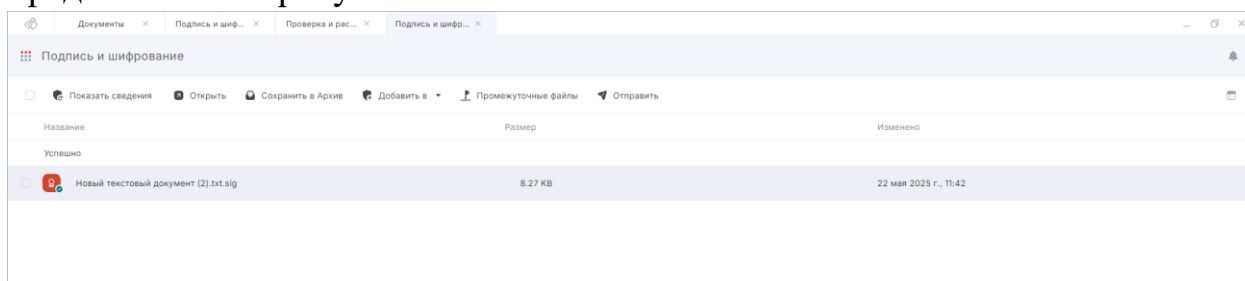 Документы Подпись и шиф... Проверка и рас... Подпись и шифр...
Подпись и шифрование
Показать сведения Открыть Сохранить в Архив Добавить в Промежуточные файлы Отправить
Название Размер Изменено
Успешно
Новый текстовый документ (2).txt.sig 8.27 KB 22 мая 2025 г., 11:42